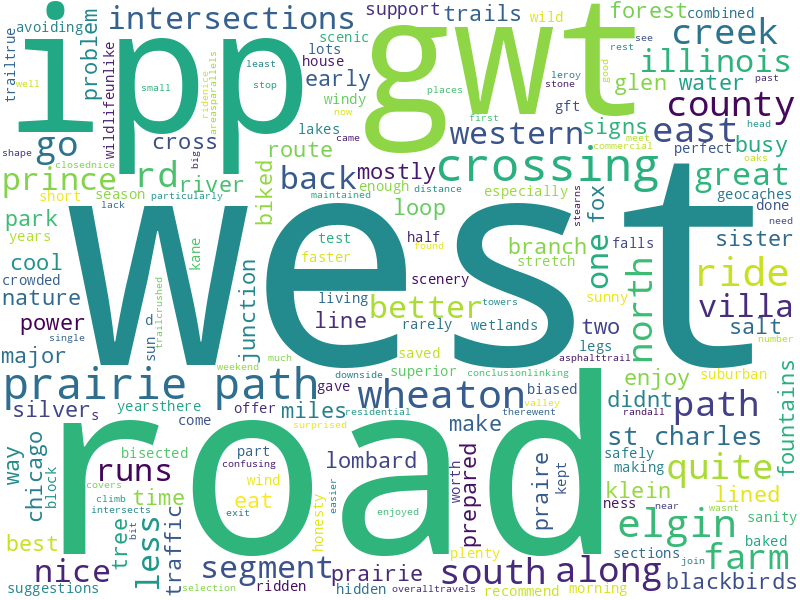 avoiding
ipp
intersections
gwt
support
trails
wild
forest
combined
trailtrue
problem
scenic
lots
house
see
rest
creek
well
wildlifeunlike
small
ridenice
areasparallels
least
stop
early
windy
lakes
places
gft
leroy
stone
first
good
glen
water
illinois
now
past
go
cross
came
western
signs
meet
commercial
east
county
head
shape
closednice
big
route
mostly
crossing
perfect
busy
oaks
prince
rd
river
back
enough
distance
especially
great
geocaches
short
season
particularly
maintained
lack
biked
loop
stearns
one fox
done
need
park
years
kane
test
half
found
branch
falls
sister
faster
scenery
stretch
west
cool
crowded
junction
living
better
towers
north
sunny
ride
nature
trailcrushed
line
rarely
wetlands
two
villa
power
d
sun
saved
legs
salt
single
major
much
superior
asphalttrail
number
weekend
downside
conclusionlinking
suburban
prairie path
gave
wheaton
biased
enjoy
silver
s
yearsthere
offer
miles
residential
therewent
valley
didnt
path
randall
fountains
come
surprised
make
st charles
way
chicago
bisected
part
lombard
safely
block
runs
confusing
wind
worth
prepared
praire
kept
making
quite
climb
time
eat
easier
klein
lined
covers
intersects
less
traffic
exit
honesty
enjoyed
ness
sanity
tree
bit
road
elgin
near
wasnt
best
plenty
sections
baked
join
farm
nice
segment
prairie
south
along
blackbirds
suggestions
selection
ridden
hidden
overalltravels
recommend
morning